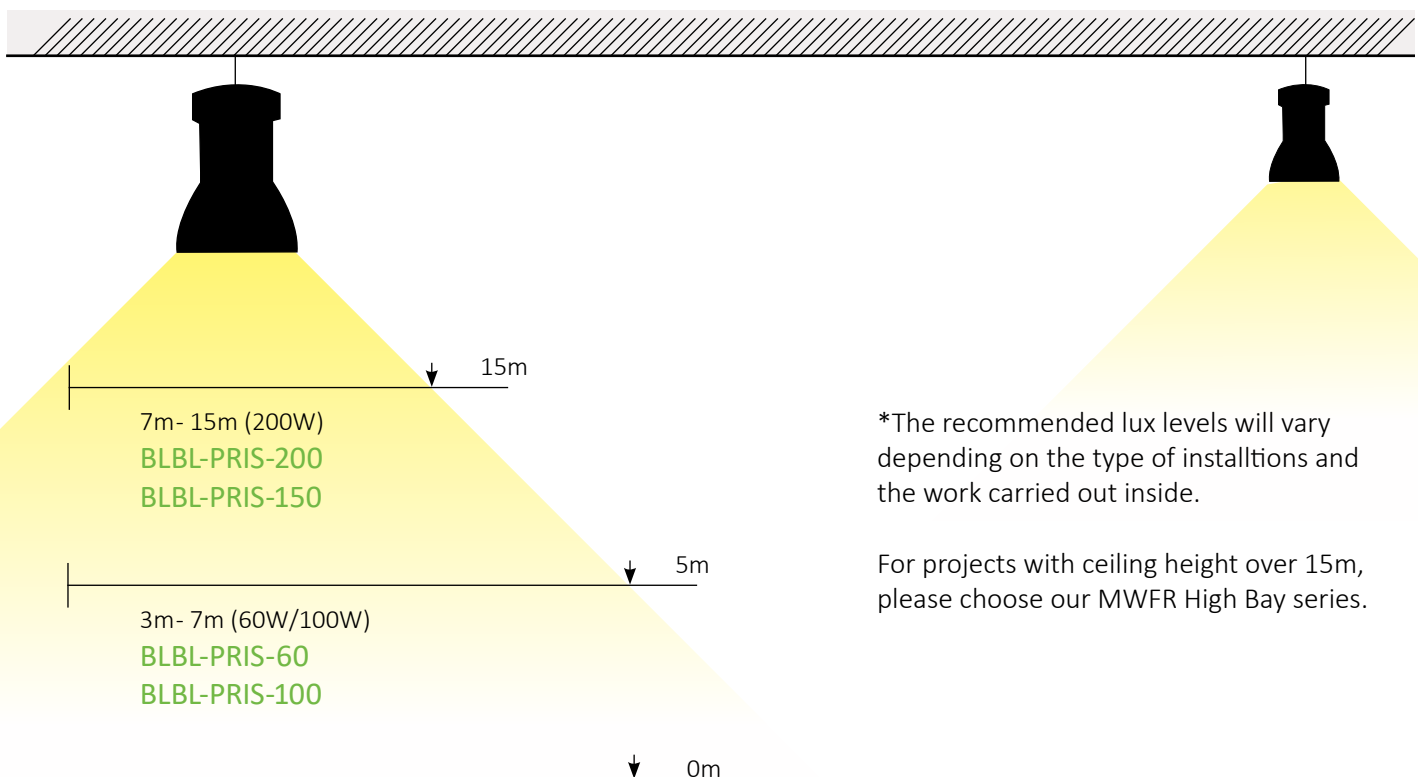 15m
7m- 15m (200W)
BLBL-PRIS-200
BLBL-PRIS-150
5m
3m- 7m (60W/100W)
BLBL-PRIS-60
BLBL-PRIS-100
0m
*The recommended lux levels will vary
depending on the type of installtions and
the work carried out inside.
For projects with ceiling height over 15m,
please choose our MWFR High Bay series.